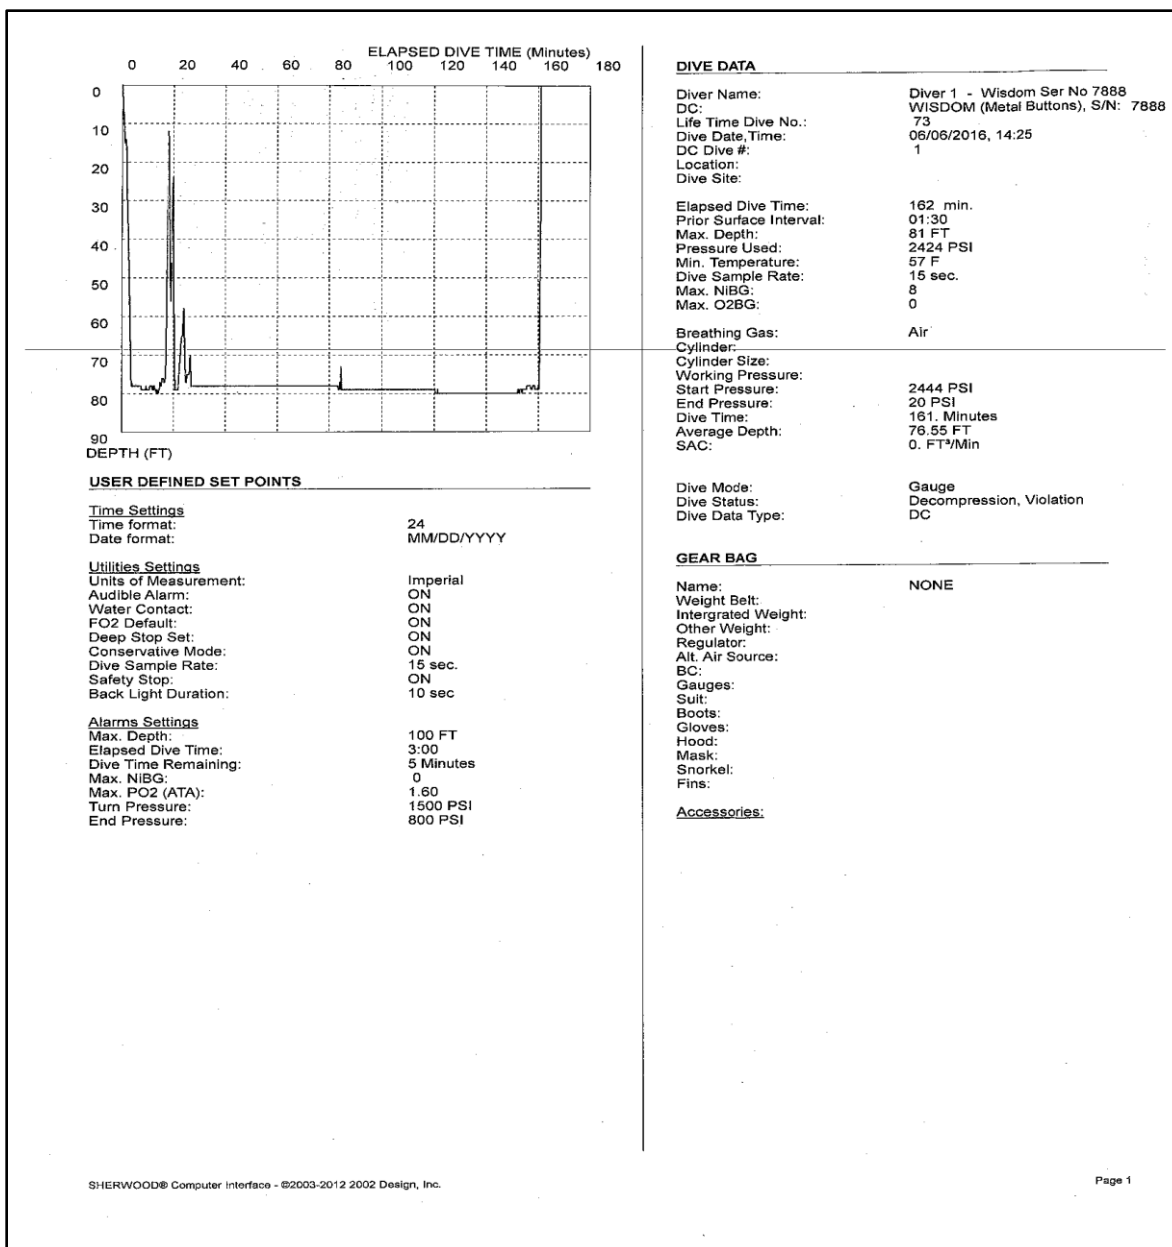 ELAPSED DIVE TIME (Minutes)
0 20 40 60 80 100 120 140 160 180
0
10
20
30
40
50
60
70
80
90
DEPTH (FT)
USER DEFINED SET POINTS
Time Settings
Time format: 24
Date format: MM/DD/YYYY
Utilities Settings
Units of Measurement: Imperial
Audible Alarm: ON
Water Contact: ON
FO2 Default: ON
Deep Stop Set: ON
Conservative Mode: ON
Dive Sample Rate: 15 sec.
Safety Stop: ON
Back Light Duration: 10 sec
Alarms Settings
Max. Depth: 100 FT
Elapsed Dive Time: 3:00
Dive Time Remaining: 5 Minutes
Max. NiBG: 0
Max. PO2 (ATA): 1.60
Turn Pressure: 1500 PSI
End Pressure: 800 PSI
DIVE DATA
Diver Name: Diver 1 - Wisdom Ser No 7888
DC: WISDOM (Metal Buttons), S/N: 7888
Life Time Dive No.: 73
Dive Date,Time: 06/06/2016, 14:25
DC Dive #: 1
Location:
Dive Site:
Elapsed Dive Time: 162 min.
Prior Surface Interval: 01:30
Max. Depth: 81 FT
Pressure Used: 2424 PSI
Min. Temperature: 57 F
Dive Sample Rate: 15 sec.
Max. NiBG: 8
Max. O2BG: 0
Breathing Gas: Air
Cylinder:
Cylinder Size:
Working Pressure:
Start Pressure: 2444 PSI
End Pressure: 20 PSI
Dive Time: 161. Minutes
Average Depth: 76.55 FT
SAC: 0. FT³/Min
Dive Mode: Gauge
Dive Status: Decompression, Violation
Dive Data Type: DC
GEAR BAG
Name: NONE
Weight Belt:
Intergrated Weight:
Other Weight:
Regulator:
Alt. Air Source:
BC:
Gauges:
Suit:
Boots:
Gloves:
Hood:
Mask:
Snorkel:
Fins:
Accessories:
SHERWOOD® Computer Interface - ©2003-2012 2002 Design, Inc.
Page 1